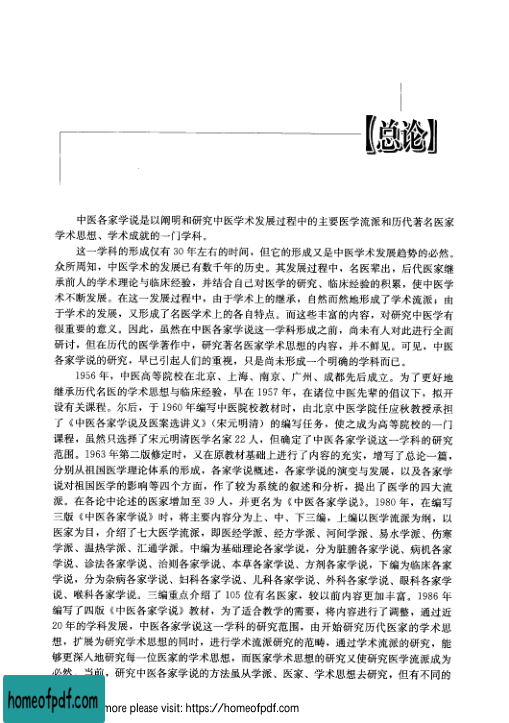 【总论】
中医各家学说是以阐明和研究中医学术发展过程中的主要医学流派和历代著名医家
学术思想、学术成就的一门学科。
这一学科的形成仅有 30 年左右的时间，但它的形成又是中医学术发展趋势的必然。
众所周知，中医学术的发展已有数千年的历史。其发展过程中，名医辈出，后代医家继
承前人的学术理论与临床经验，并结合自己对医学的研究、临床经验的积累，使中医学
术不断发展。在这一发展过程中，由于学术上的继承，自然而然地形成了学术流派；由
于学术的发展，又形成了名医学术上的各自特点。而这些丰富的内容，对研究中医学有
很重要的意义。因此，虽然在中医各家学说这一学科形成之前，尚未有人对此进行全面
研讨，但在历代的医学著作中，研究著名医家学术思想的内容，并不鲜见。可见，中医
各家学说的研究，早已引起人们的重视，只是尚未形成一个明确的学科而已。
1956 年，中医高等院校在北京、上海、南京、广州、成都先后成立。为了更好地
继承历代名医的学术思想与临床经验，早在 1957 年，在诸位中医先辈的倡议下，拟开
设有关课程。尔后，于 1960 年编写中医院校教材时，由北京中医学院任应秋教授承担
了《中医各家学说及医案选讲义》（宋元明清）的编写任务，使之成为高等院校的一门
课程，虽然只选择了宋元明清医学名家 22 人，但确定了中医各家学说这一学科的研究
范围。1963 年第二版修定时，又在原教材基础上进行了内容的充实，增写了总论一篇，
分别从祖国医学理论体系的形成，各家学说概述，各家学说的演变与发展，以及各家学
说对祖国医学的影响等四个方面，作了较为系统的叙述和分析，提出了医学的四大流
派。在各论中论述的医家增加至 39 人，并更名为《中医各家学说》。1980 年，在编写
三版《中医各家学说》时，将主要内容分为上、中、下三编，上编以医学流派为纲，以
医家为目，介绍了七大医学流派，即医经学派、经方学派、河间学派、易水学派、伤寒
学派、温热学派、汇通学派。中编为基础理论各家学说，分为脏腑各家学说、病机各家
学说、诊法各家学说、治则各家学说、本草各家学说、方剂各家学说，下编为临床各家
学说，分为杂病各家学说、妇科各家学说、儿科各家学说、外科各家学说、眼科各家学
说、喉科各家学说。三编重点介绍了 105 位有名医家，较以前内容更加丰富。1986 年
编写了四版《中医各家学说》教材，为了适合教学的需要，将内容进行了调整，通过近
20 年的学科发展，中医各家学说这一学科的研究范围，由开始研究历代医家的学术思
想，扩展为研究学术思想的同时，进行学术流派研究的范畴，通过学术流派的研究，能
够更深入地研究每一位医家的学术思想，而医家学术思想的研究又使研究医学流派成为
必然。当前，研究中医各家学说的方法虽从学派、医家、学术思想去研究，但有不同的
homeofpdf.com
more please visit: https://homeofpdf.com